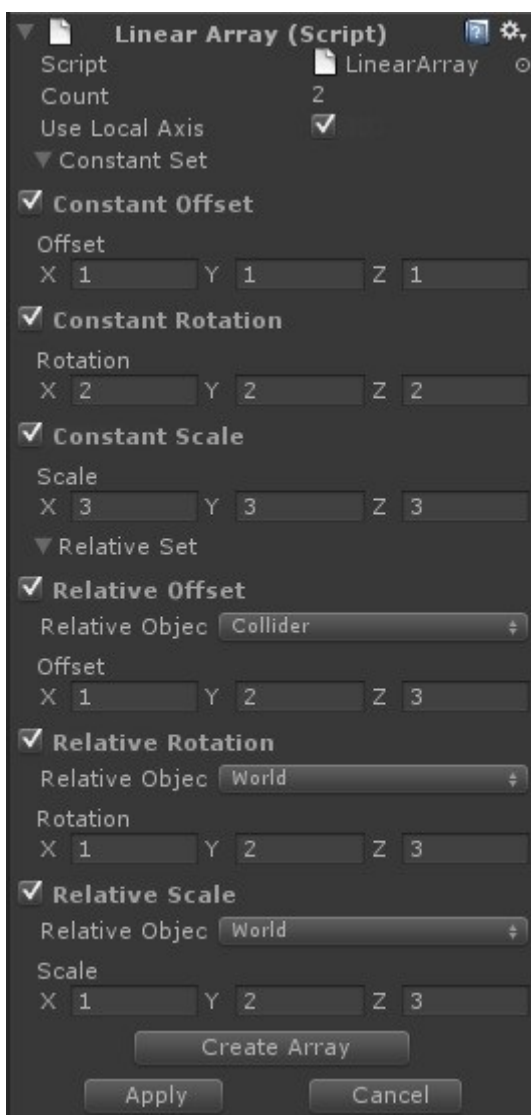 Linear Array (Script)
Script LinearArray
Count 2
Use Local Axis
Constant Set
Constant Offset
Offset
X 1 Y 1 Z 1
Constant Rotation
Rotation
X 2 Y 2 Z 2
Constant Scale
Scale
X 3 Y 3 Z 3
Relative Set
Relative Offset
Relative Objec Collider
Offset
X 1 Y 2 Z 3
Relative Rotation
Relative Objec World
Rotation
X 1 Y 2 Z 3
Relative Scale
Relative Objec World
Scale
X 1 Y 2 Z 3
Create Array
Apply Cancel